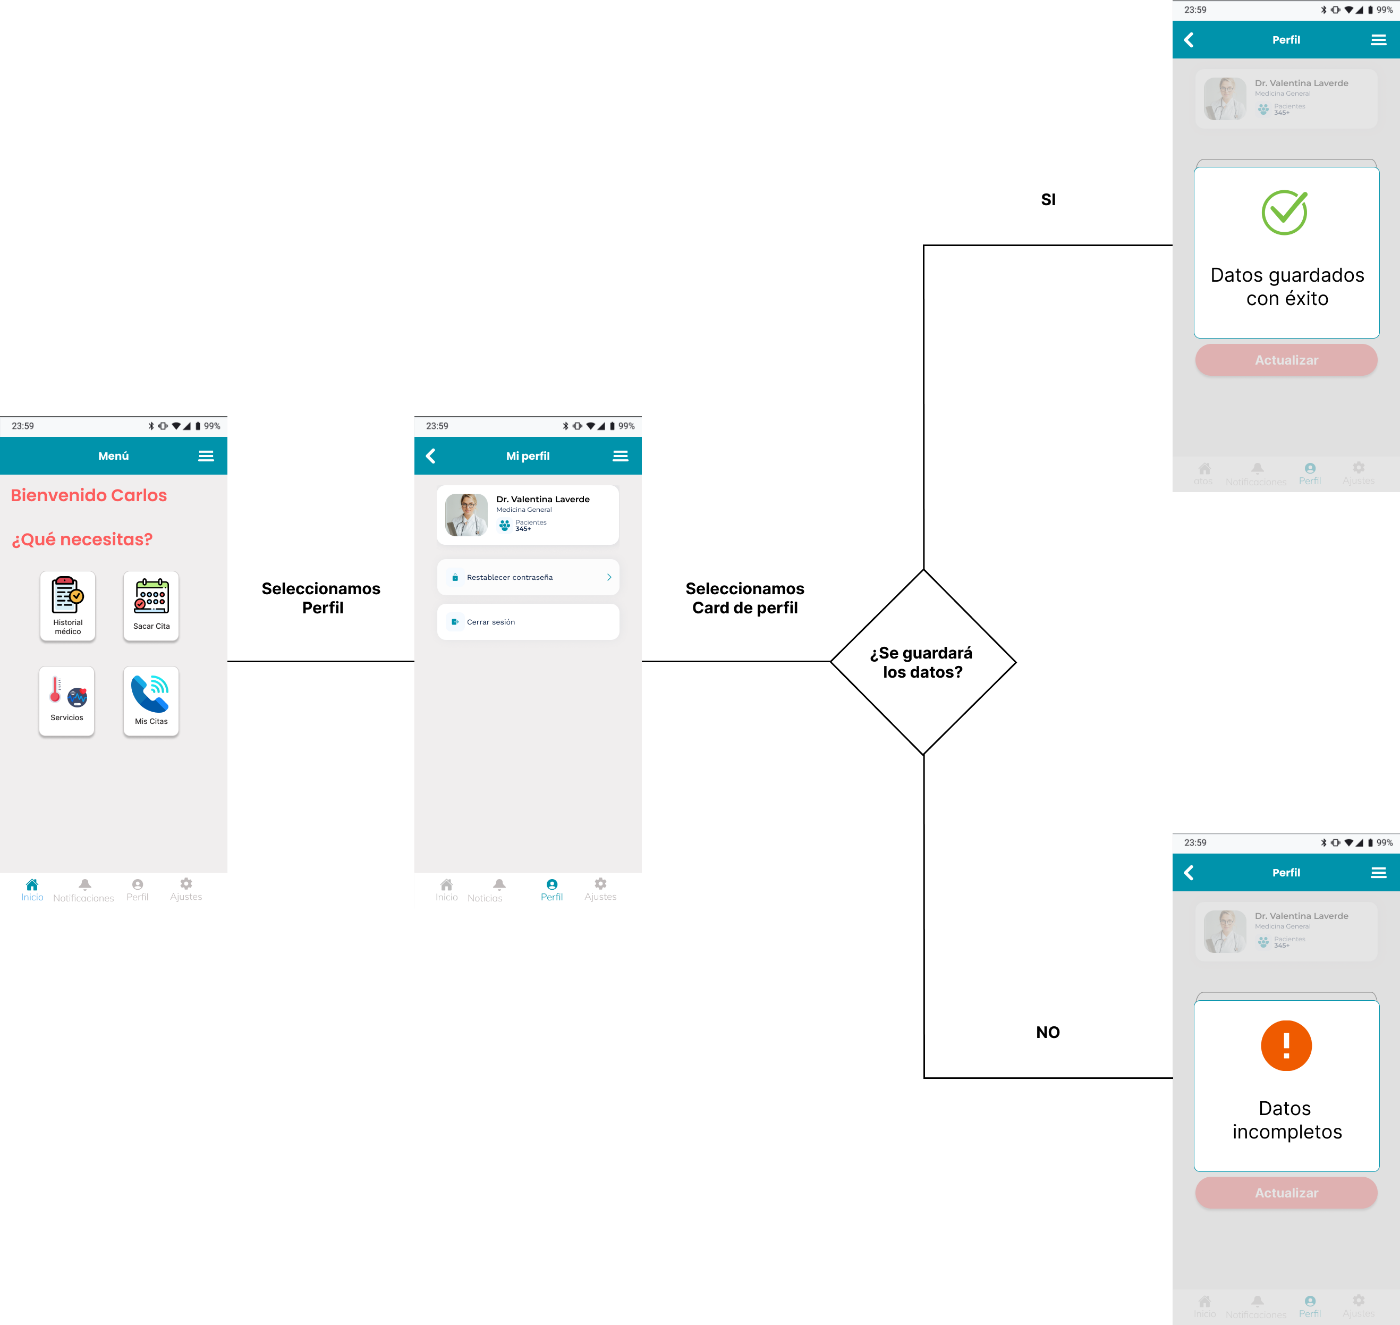 23:59
99%
Perfil
Dr. Valentina Laverde
Medicina General
Pacientes
345+
SI
Datos guardados
con éxito
Actualizar
Notificaciones
Perfil
Ajustes
23:59
99%
Menú
Bienvenido Carlos
¿Qué necesitas?
Historial
médico
Sacar Cita
Servicios
Mis Citas
Inicio
Notificaciones
Perfil
Ajustes
Seleccionamos
Perfil
23:59
99%
Mi perfil
Dr. Valentina Laverde
Medicina General
Pacientes
345+
Restablecer contraseña
Cerrar sesión
Inicio
Noticias
Perfil
Ajustes
Seleccionamos
Card de perfil
¿Se guardará
los datos?
NO
23:59
99%
Perfil
Dr. Valentina Laverde
Medicina General
Pacientes
345+
Datos
incompletos
Actualizar
Inicio
Notificaciones
Perfil
Ajustes